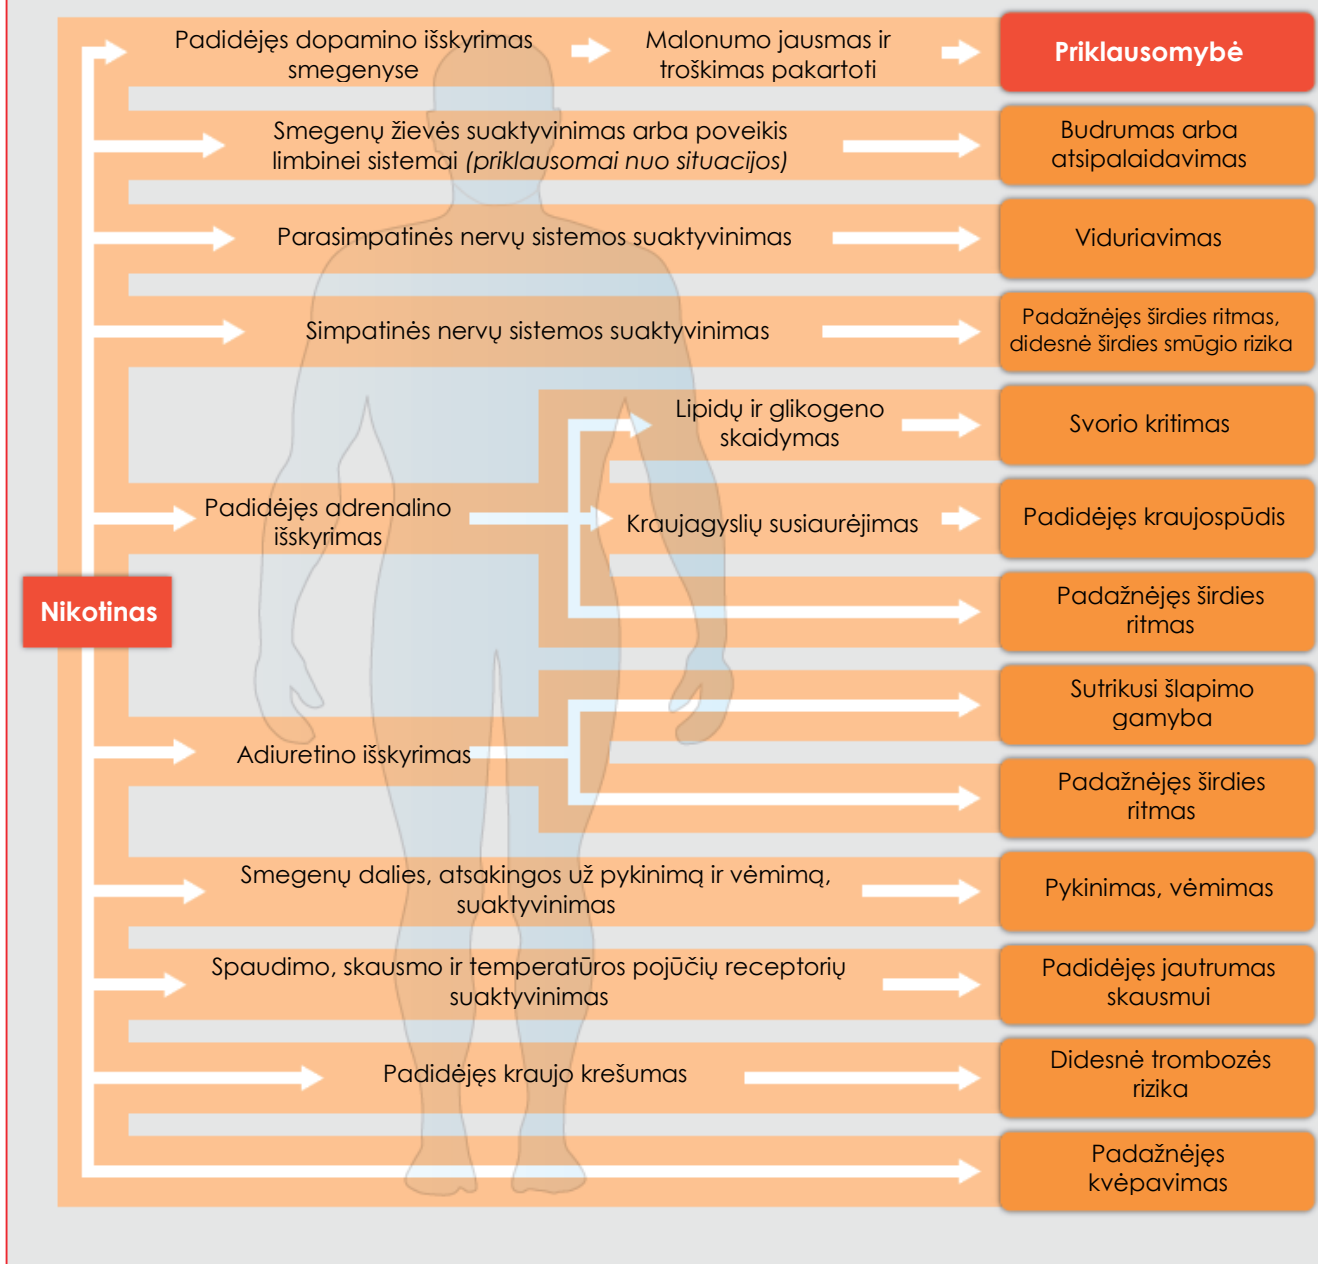 Padidėjęs dopamino išskyrimas
smegenyse
Malonumo jausmas ir
troškimas pakartoti
Priklausomybė
Smegenų žievės suaktyvinimas arba poveikis
limbinei sistemai (priklausomai nuo situacijos)
Budrumas arba
atsipalaidavimas
Parasimpatinės nervų sistemos suaktyvinimas
Viduriavimas
Simpatinės nervų sistemos suaktyvinimas
Padažnėjęs širdies ritmas,
didesnė širdies smūgio rizika
Lipidų ir glikogeno
skaidymas
Svorio kritimas
Padidėjęs adrenalino
išskyrimas
Kraujagyslių susiaurėjimas
Padidėjęs kraujospūdis
Padažnėjęs širdies
ritmas
Nikotinas
Sutrikusi šlapimo
gamyba
Adiuretino išskyrimas
Padažnėjęs širdies
ritmas
Smegenų dalies, atsakingos už pykinimą ir vėmimą,
suaktyvinimas
Pykinimas, vėmimas
Spaudimo, skausmo ir temperatūros pojūčių receptorių
suaktyvinimas
Padidėjęs jautrumas
skausmui
Padidėjęs kraujo krešumas
Didesnė trombozės
rizika
Padažnėjęs
kvėpavimas